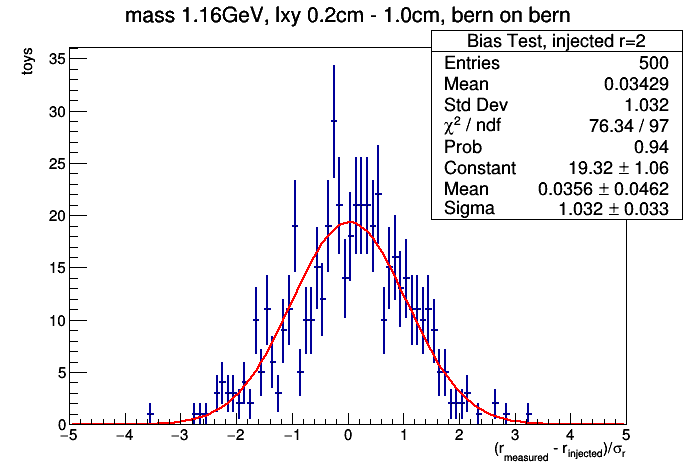 mass 1.16GeV, lxy 0.2cm - 1.0cm, bern on bern
toys
Bias Test, injected r=2
Entries 500
Mean 0.03429
Std Dev 1.032
χ² / ndf 76.34 / 97
Prob 0.94
Constant 19.32 ± 1.06
Mean 0.0356 ± 0.0462
Sigma 1.032 ± 0.033
35
30
25
20
15
10
5
0
−5 −4 −3 −2 −1 0 1 2 3 4 5
(r_measured - r_injected)/σ_r